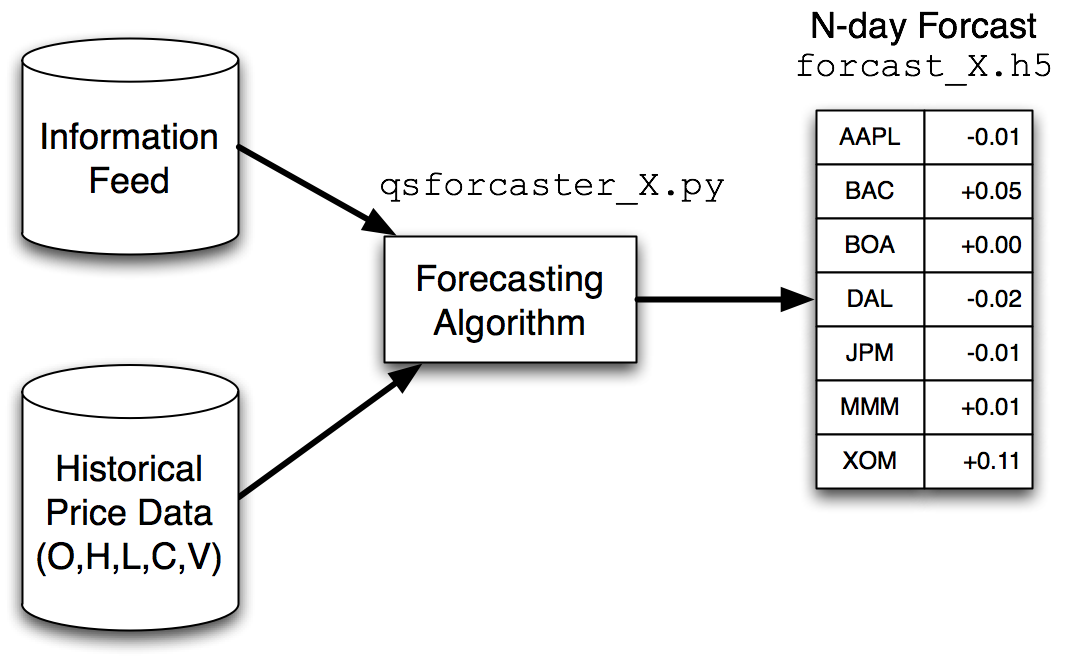 N-day Forcast
forcast_X.h5
Information
Feed
qsforcaster_X.py
Forecasting
Algorithm
Historical
Price Data
(O,H,L,C,V)
AAPL -0.01
BAC +0.05
BOA +0.00
DAL -0.02
JPM -0.01
MMM +0.01
XOM +0.11